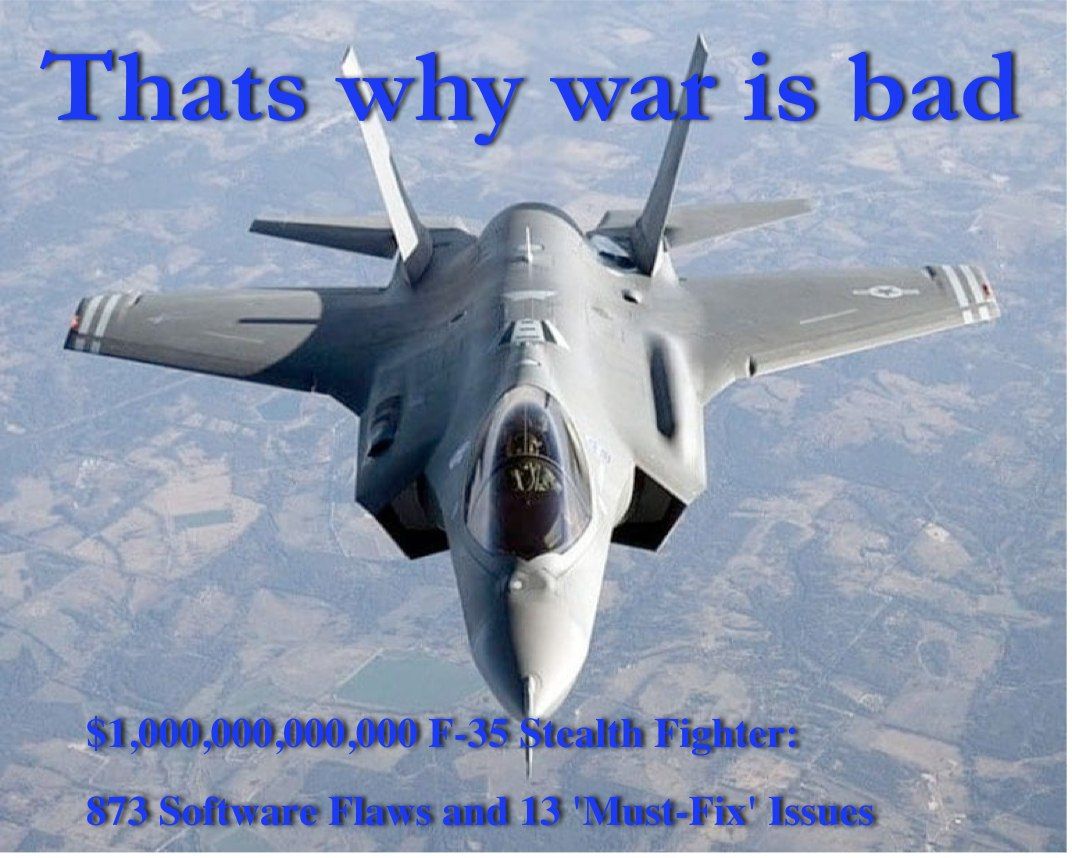 Thats why war is bad
$1,000,000,000,000 F-35 Stealth Fighter:
873 Software Flaws and 13 'Must-Fix' Issues